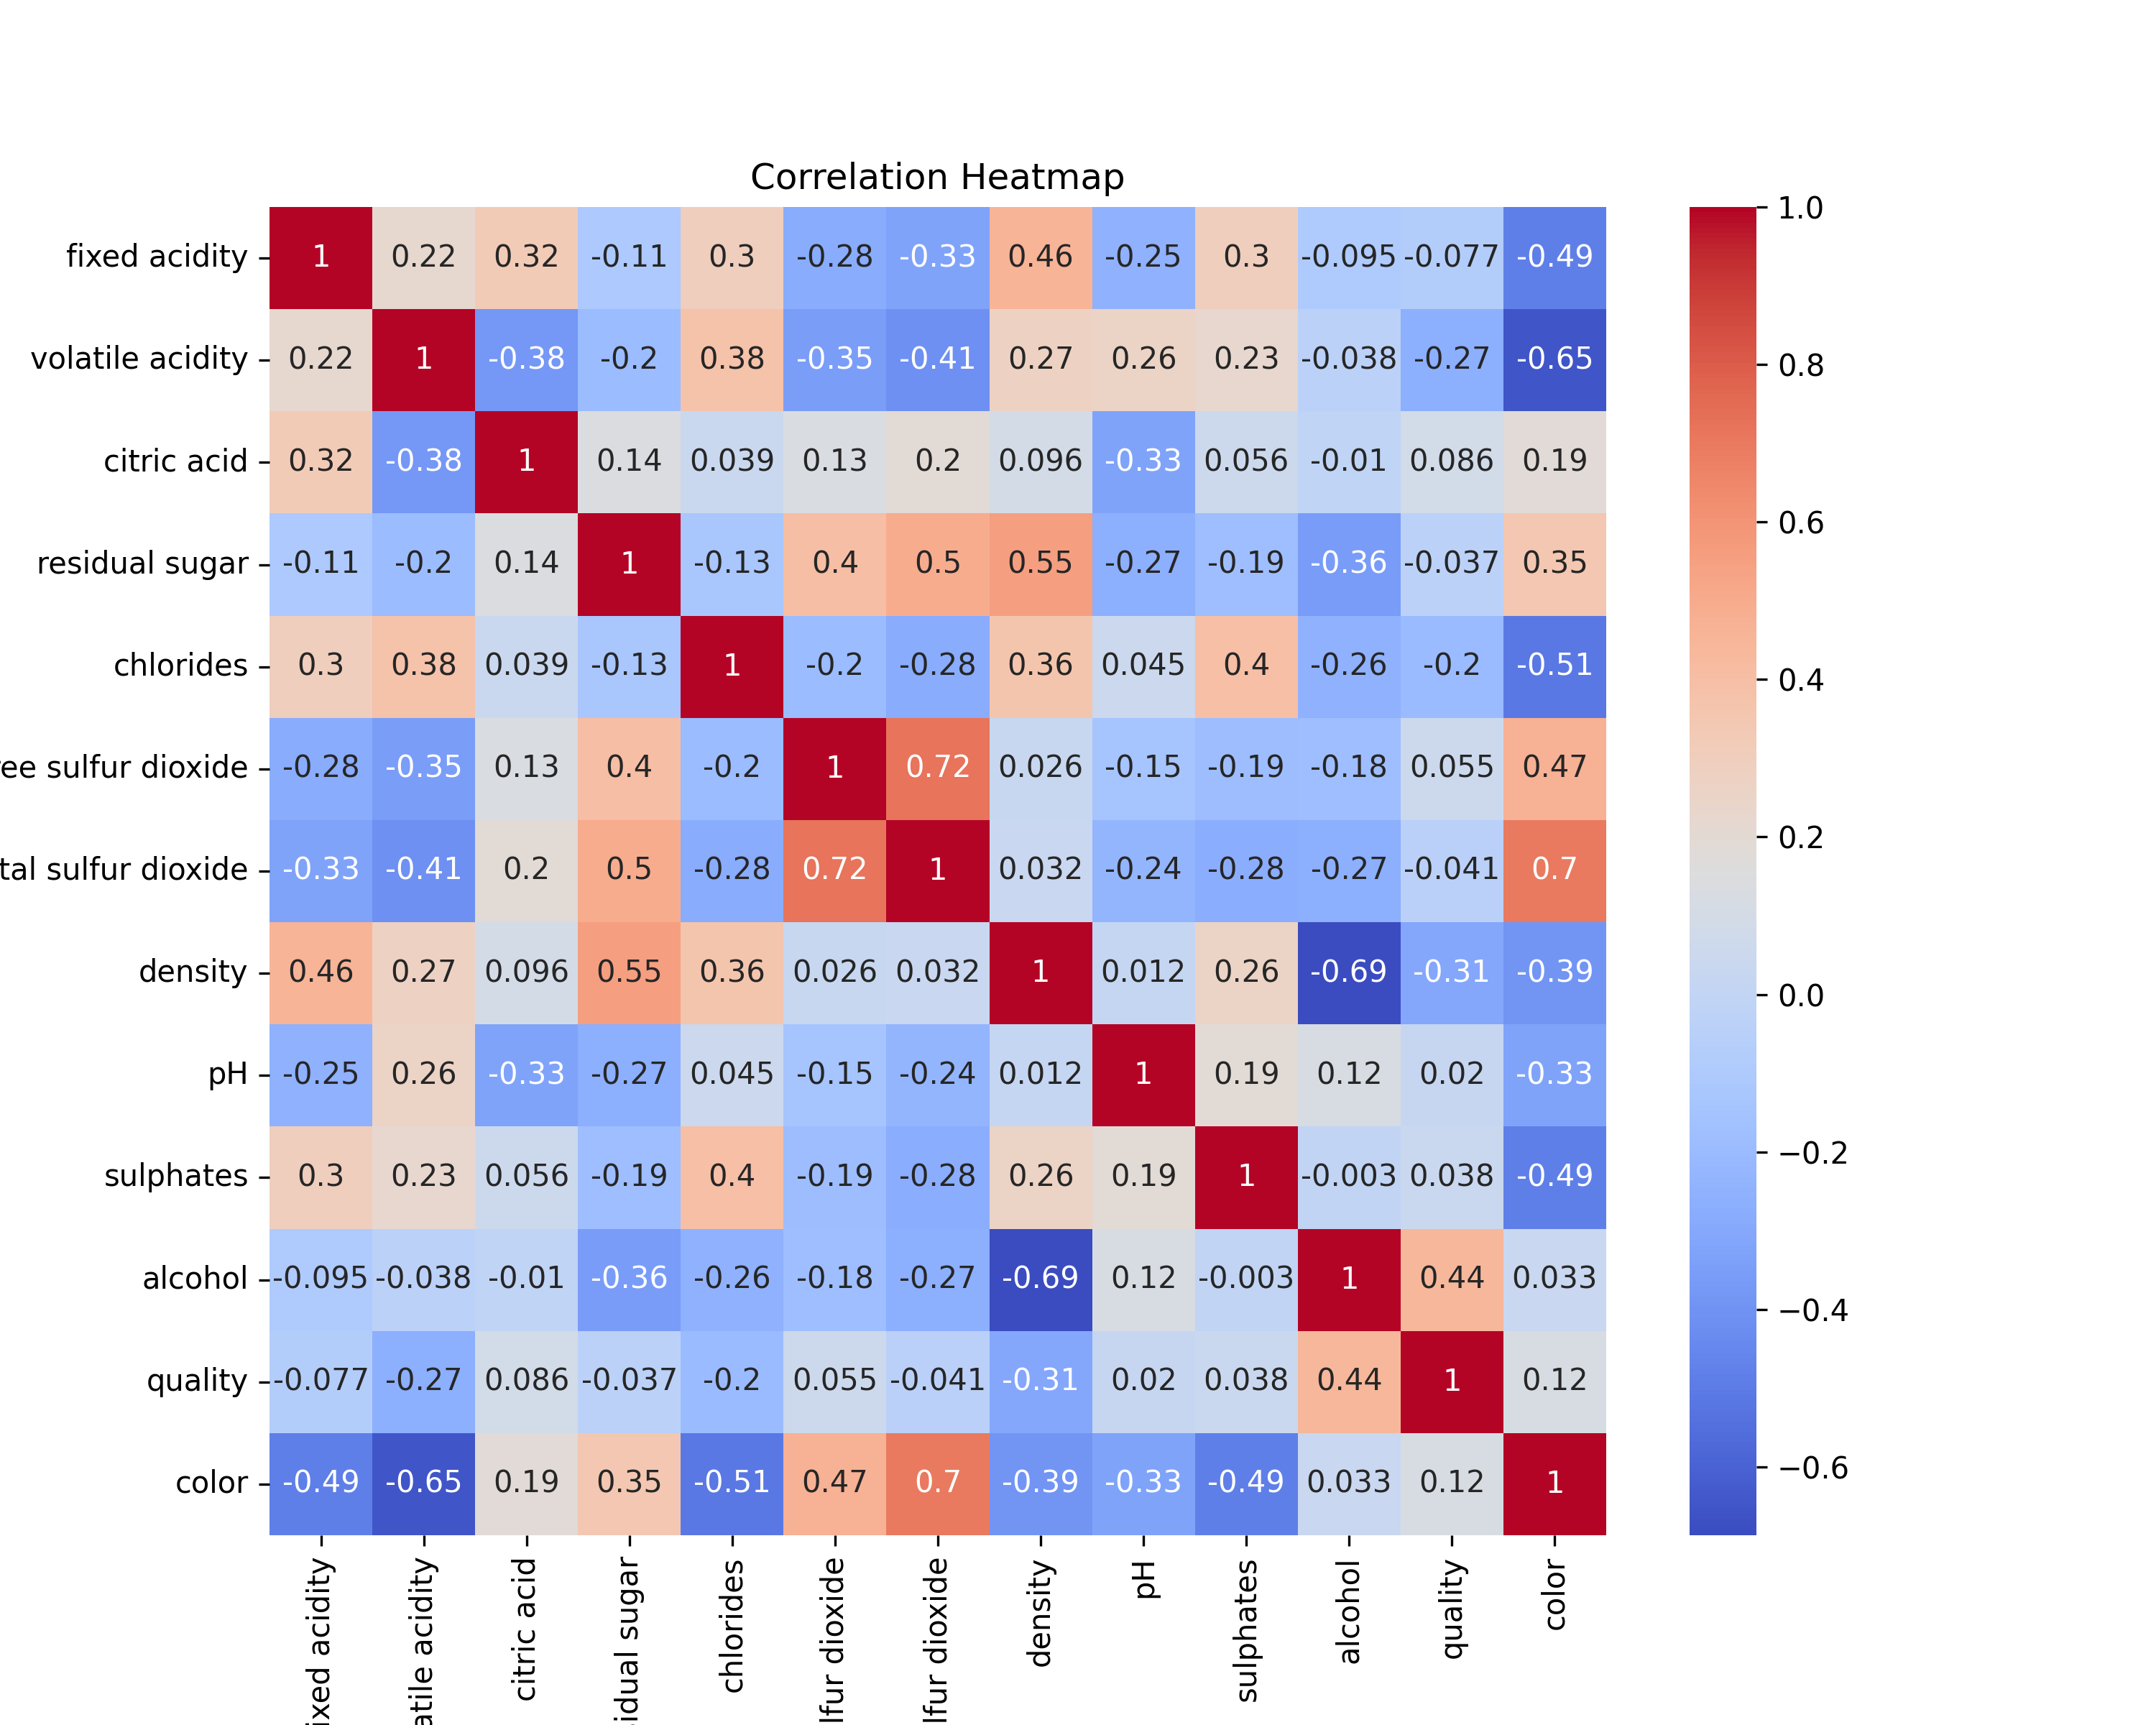 Correlation Heatmap
fixed acidity 1 0.22 0.32 -0.11 0.3 -0.28 -0.33 0.46 -0.25 0.3 -0.095 -0.077 -0.49
volatile acidity 0.22 1 -0.38 -0.2 0.38 -0.35 -0.41 0.27 0.26 0.23 -0.038 -0.27 -0.65
citric acid 0.32 -0.38 1 0.14 0.039 0.13 0.2 0.096 -0.33 0.056 -0.01 0.086 0.19
residual sugar -0.11 -0.2 0.14 1 -0.13 0.4 0.5 0.55 -0.27 -0.19 -0.36 -0.037 0.35
chlorides 0.3 0.38 0.039 -0.13 1 -0.2 -0.28 0.36 0.045 0.4 -0.26 -0.2 -0.51
ee sulfur dioxide -0.28 -0.35 0.13 0.4 -0.2 1 0.72 0.026 -0.15 -0.19 -0.18 0.055 0.47
tal sulfur dioxide -0.33 -0.41 0.2 0.5 -0.28 0.72 1 0.032 -0.24 -0.28 -0.27 -0.041 0.7
density 0.46 0.27 0.096 0.55 0.36 0.026 0.032 1 0.012 0.26 -0.69 -0.31 -0.39
pH -0.25 0.26 -0.33 -0.27 0.045 -0.15 -0.24 0.012 1 0.19 0.12 0.02 -0.33
sulphates 0.3 0.23 0.056 -0.19 0.4 -0.19 -0.28 0.26 0.19 1 -0.003 0.038 -0.49
alcohol -0.095 -0.038 -0.01 -0.36 -0.26 -0.18 -0.27 -0.69 0.12 -0.003 1 0.44 0.033
quality -0.077 -0.27 0.086 -0.037 -0.2 0.055 -0.041 -0.31 0.02 0.038 0.44 1 0.12
color -0.49 -0.65 0.19 0.35 -0.51 0.47 0.7 -0.39 -0.33 -0.49 0.033 0.12 1
ixed acidity
atile acidity
citric acid
idual sugar
chlorides
lfur dioxide
lfur dioxide
density
pH
sulphates
alcohol
quality
color
1.0
0.8
0.6
0.4
0.2
0.0
−0.2
−0.4
−0.6